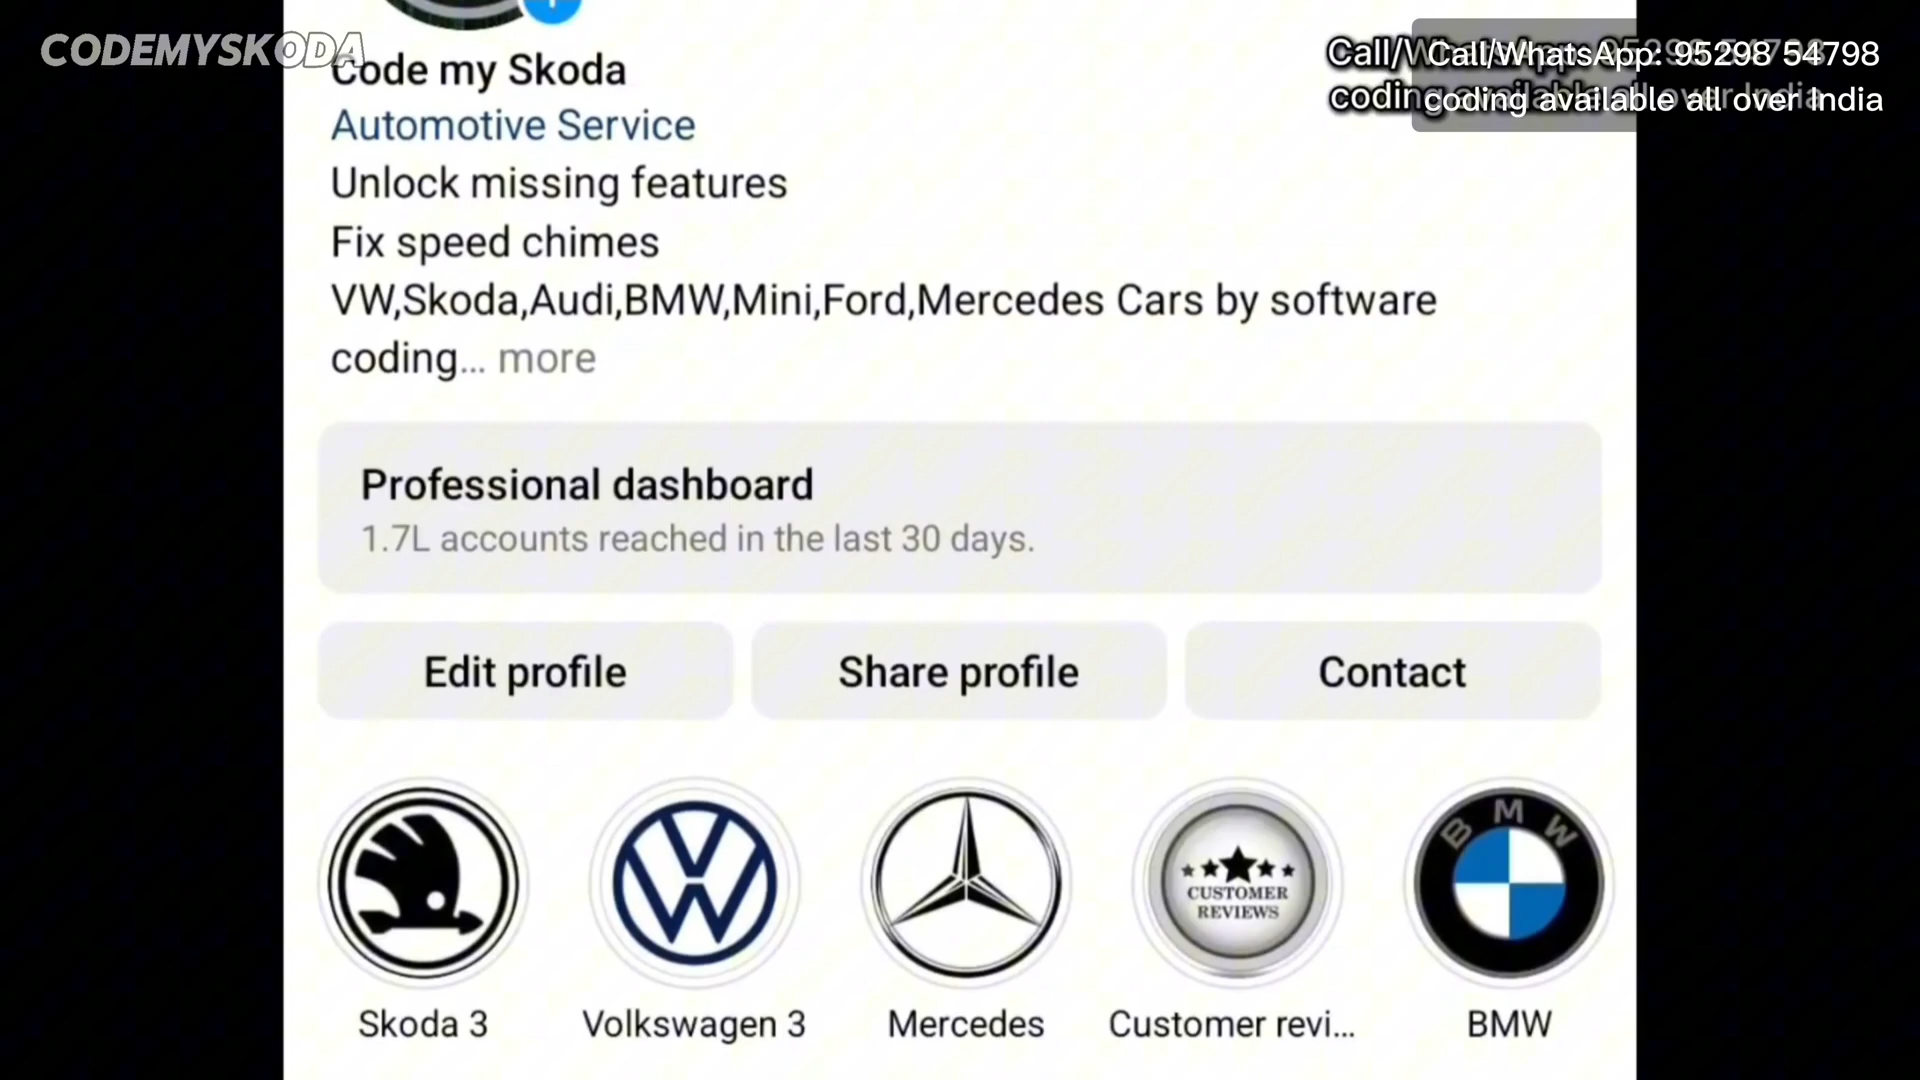 CODEMYSKODA
Call/WhatsApp: 95298 54798
coding available all over India
Code my Skoda
Automotive Service
Unlock missing features
Fix speed chimes
VW,Skoda,Audi,BMW,Mini,Ford,Mercedes Cars by software
coding... more
Professional dashboard
1.7L accounts reached in the last 30 days.
Edit profile
Share profile
Contact
CUSTOMER
REVIEWS
BMW
Skoda 3
Volkswagen 3
Mercedes
Customer revi...
BMW